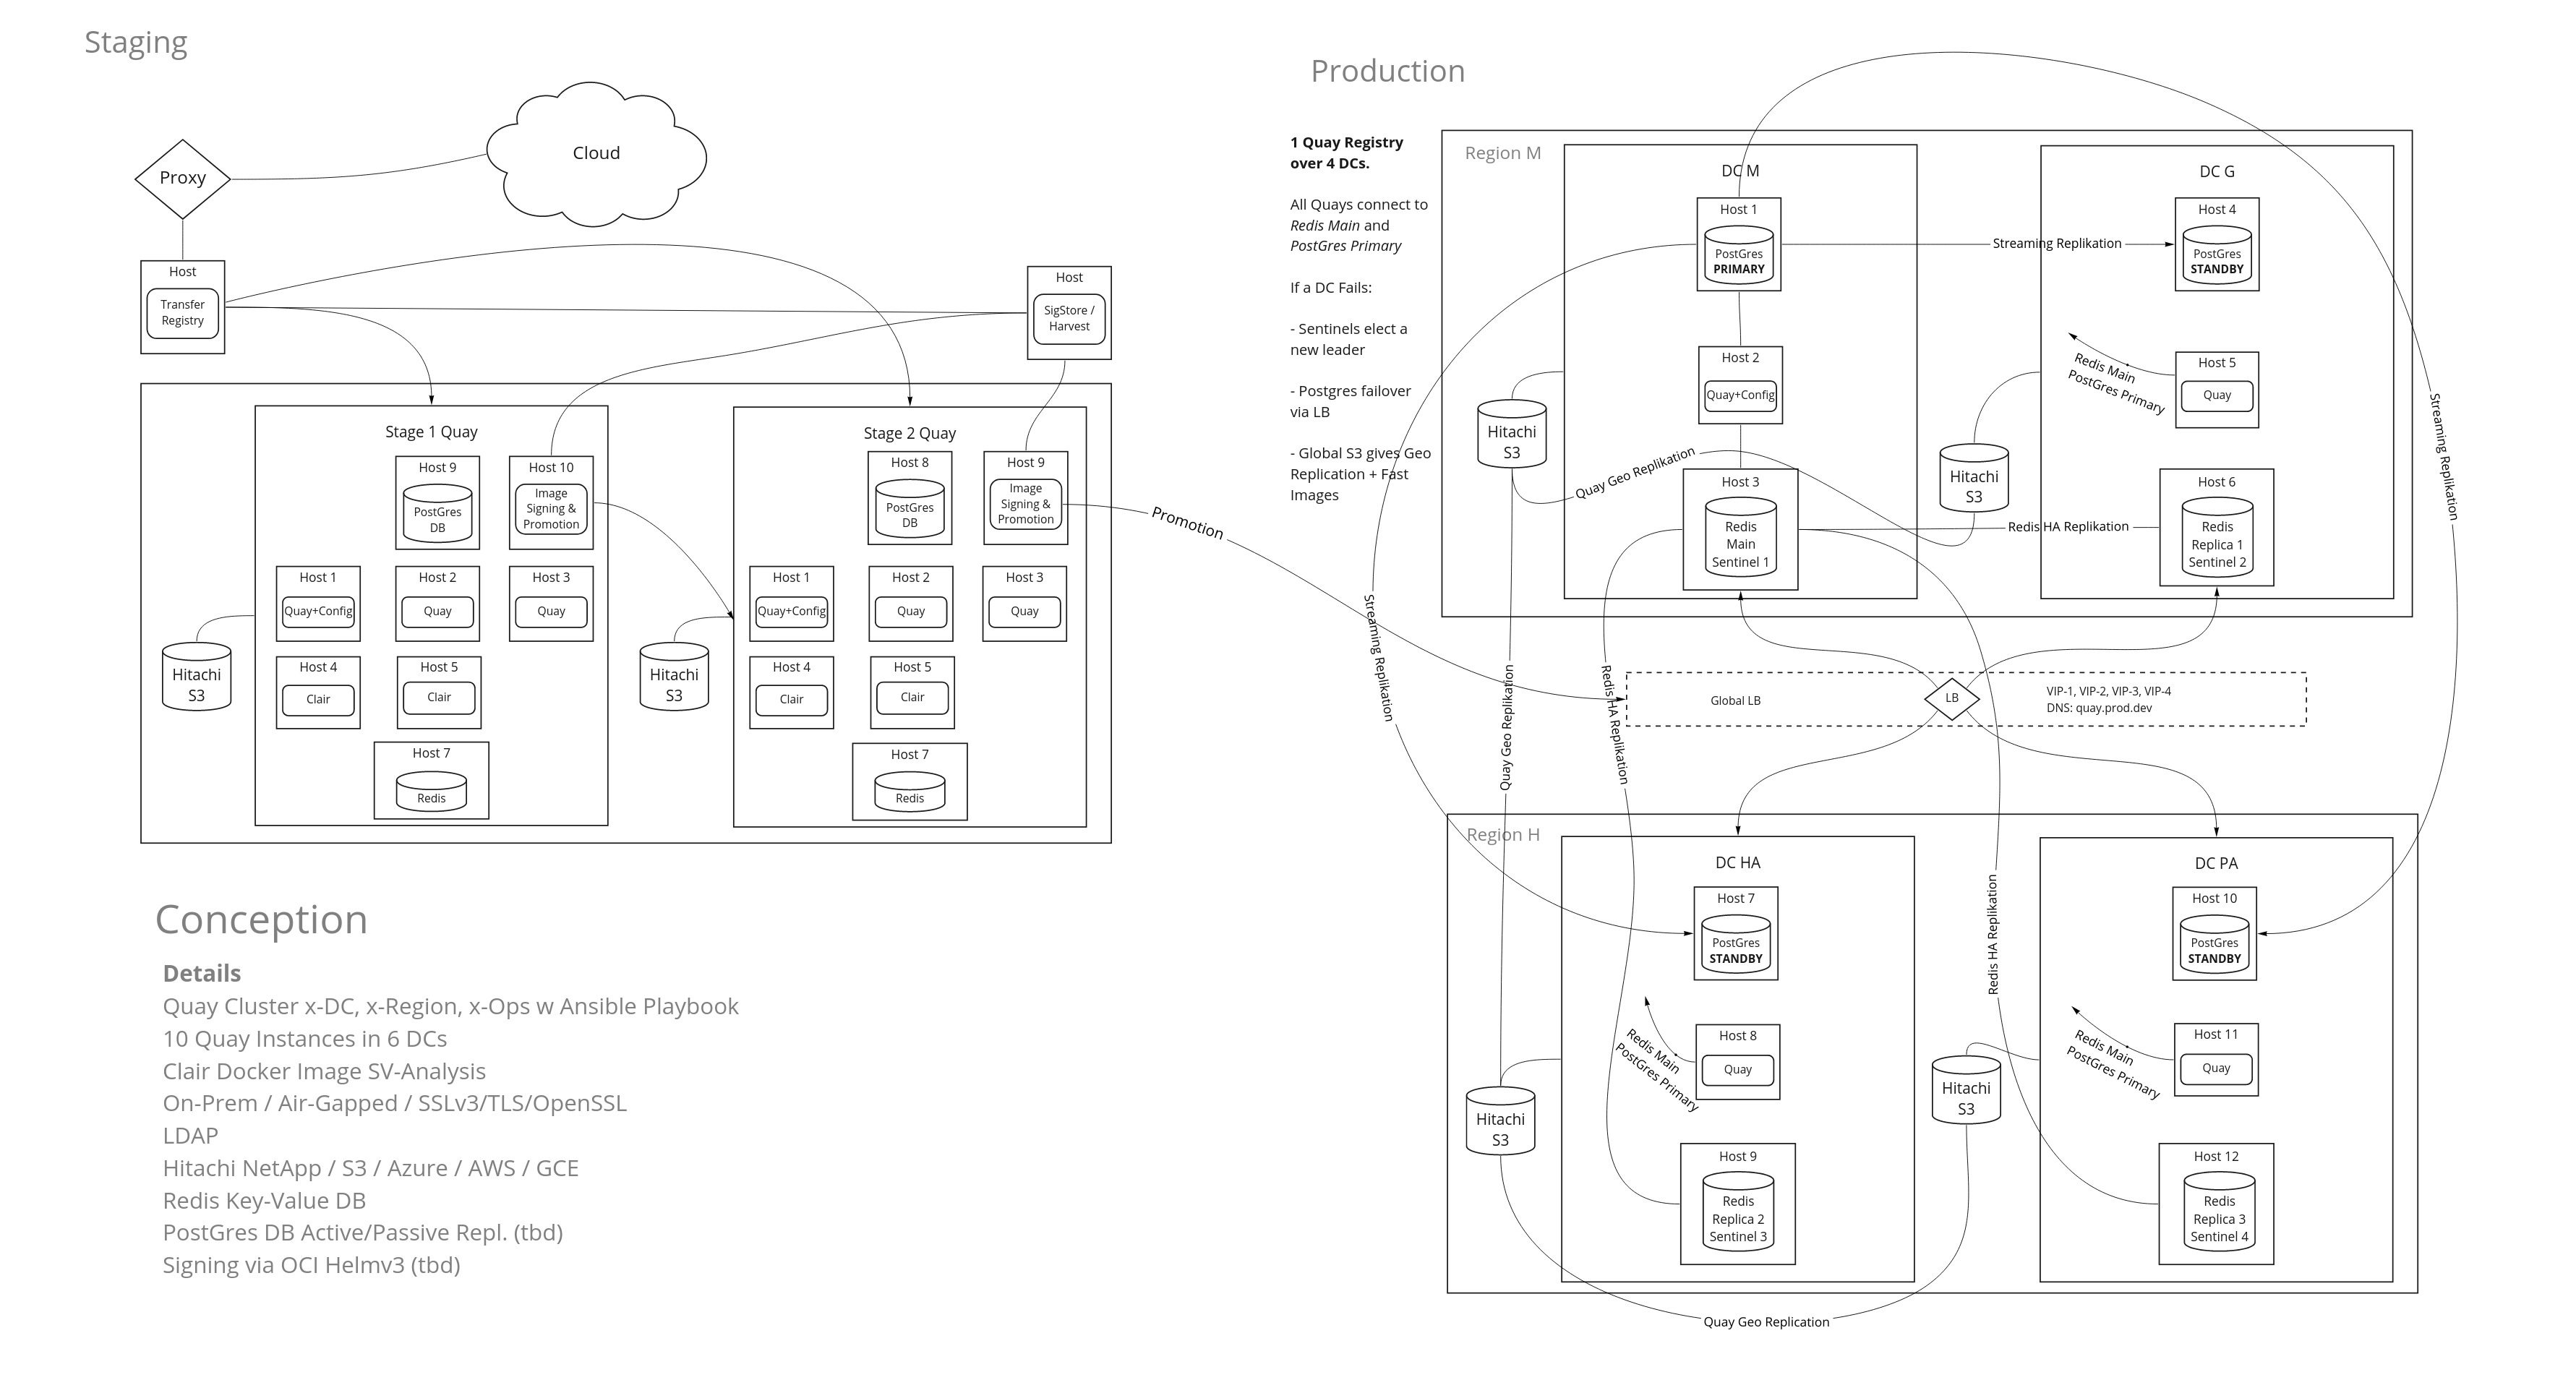 Staging
Cloud
Proxy
Host
Transfer
Registry
Host
SigStore /
Harvest
Stage 1 Quay
Host 9
PostGres
DB
Host 10
Image
Signing &
Promotion
Host 1
Quay+Config
Host 2
Quay
Host 3
Quay
Host 4
Clair
Host 5
Clair
Host 7
Redis
Hitachi
S3
Stage 2 Quay
Host 8
PostGres
DB
Host 9
Image
Signing &
Promotion
Host 1
Quay+Config
Host 2
Quay
Host 3
Quay
Host 4
Clair
Host 5
Clair
Host 7
Redis
Hitachi
S3
Promotion
Conception
Details
Quay Cluster x-DC, x-Region, x-Ops w Ansible Playbook
10 Quay Instances in 6 DCs
Clair Docker Image SV-Analysis
On-Prem / Air-Gapped / SSLv3/TLS/OpenSSL
LDAP
Hitachi NetApp / S3 / Azure / AWS / GCE
Redis Key-Value DB
PostGres DB Active/Passive Repl. (tbd)
Signing via OCI Helmv3 (tbd)
Production
1 Quay Registry
over 4 DCs.
All Quays connect to
Redis Main and
PostGres Primary
If a DC Fails:
- Sentinels elect a
new leader
- Postgres failover
via LB
- Global S3 gives Geo
Replication + Fast
Images
Region M
DC M
Host 1
PostGres
PRIMARY
Host 2
Quay+Config
Host 3
Redis
Main
Sentinel 1
Hitachi
S3
Quay Geo Replikation
Streaming Replikation
Redis HA Replikation
DC G
Host 4
PostGres
STANDBY
Host 5
Quay
Redis Main
PostGres Primary
Host 6
Redis
Replica 1
Sentinel 2
Hitachi
S3
Streaming Replikation
Streaming Replikation
Quay Geo Replikation
Redis HA Replikation
Global LB
LB
VIP-1, VIP-2, VIP-3, VIP-4
DNS: quay.prod.dev
Redis HA Replikation
Region H
DC HA
Host 7
PostGres
STANDBY
Host 8
Quay
Redis Main
PostGres Primary
Host 9
Redis
Replica 2
Sentinel 3
Hitachi
S3
DC PA
Host 10
PostGres
STANDBY
Host 11
Quay
Redis Main
PostGres Primary
Host 12
Redis
Replica 3
Sentinel 4
Hitachi
S3
Quay Geo Replication